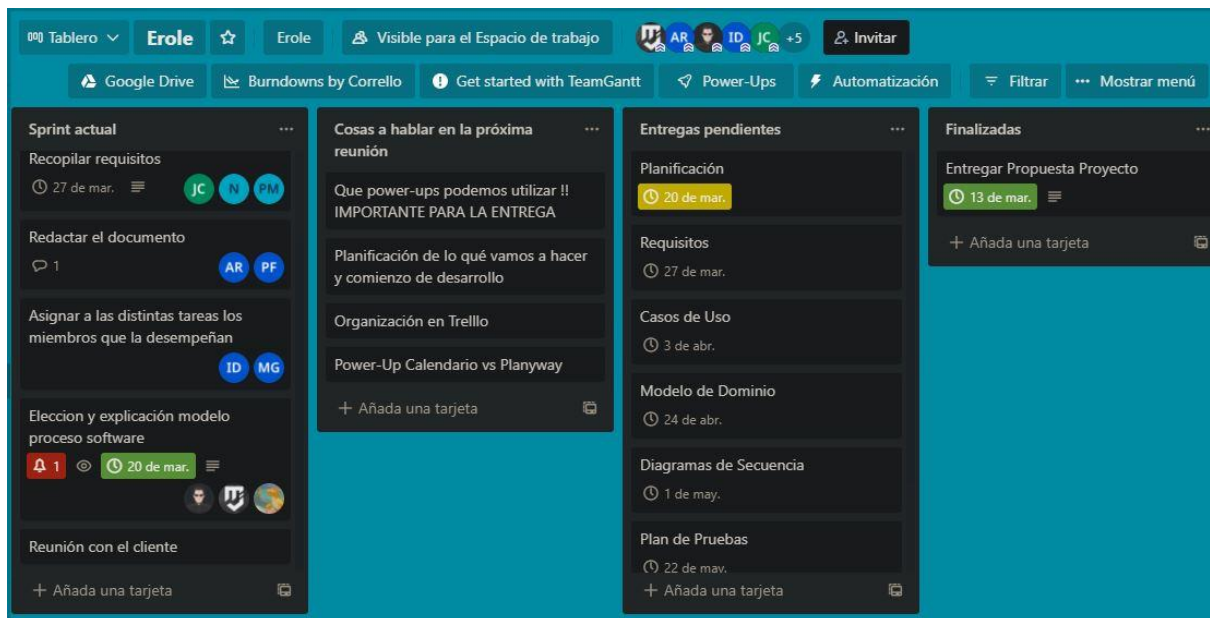 Tablero
Erole
Erole
Visible para el Espacio de trabajo
AR
ID
JC
+5
Invitar
Google Drive
Burndowns by Corrello
Get started with TeamGantt
Power-Ups
Automatización
Filtrar
Mostrar menú
Sprint actual
Recopilar requisitos
27 de mar.
JC
N
PM
Redactar el documento
1
AR
PF
Asignar a las distintas tareas los
miembros que la desempeñan
ID
MG
Eleccion y explicación modelo
proceso software
1
20 de mar.
Reunión con el cliente
+ Añada una tarjeta
Cosas a hablar en la próxima
reunión
Que power-ups podemos utilizar !!
IMPORTANTE PARA LA ENTREGA
Planificación de lo qué vamos a hacer
y comienzo de desarrollo
Organización en Trelllo
Power-Up Calendario vs Planyway
+ Añada una tarjeta
Entregas pendientes
Planificación
20 de mar.
Requisitos
27 de mar.
Casos de Uso
3 de abr.
Modelo de Dominio
24 de abr.
Diagramas de Secuencia
1 de may.
Plan de Pruebas
22 de may.
+ Añada una tarjeta
Finalizadas
Entregar Propuesta Proyecto
13 de mar.
+ Añada una tarjeta